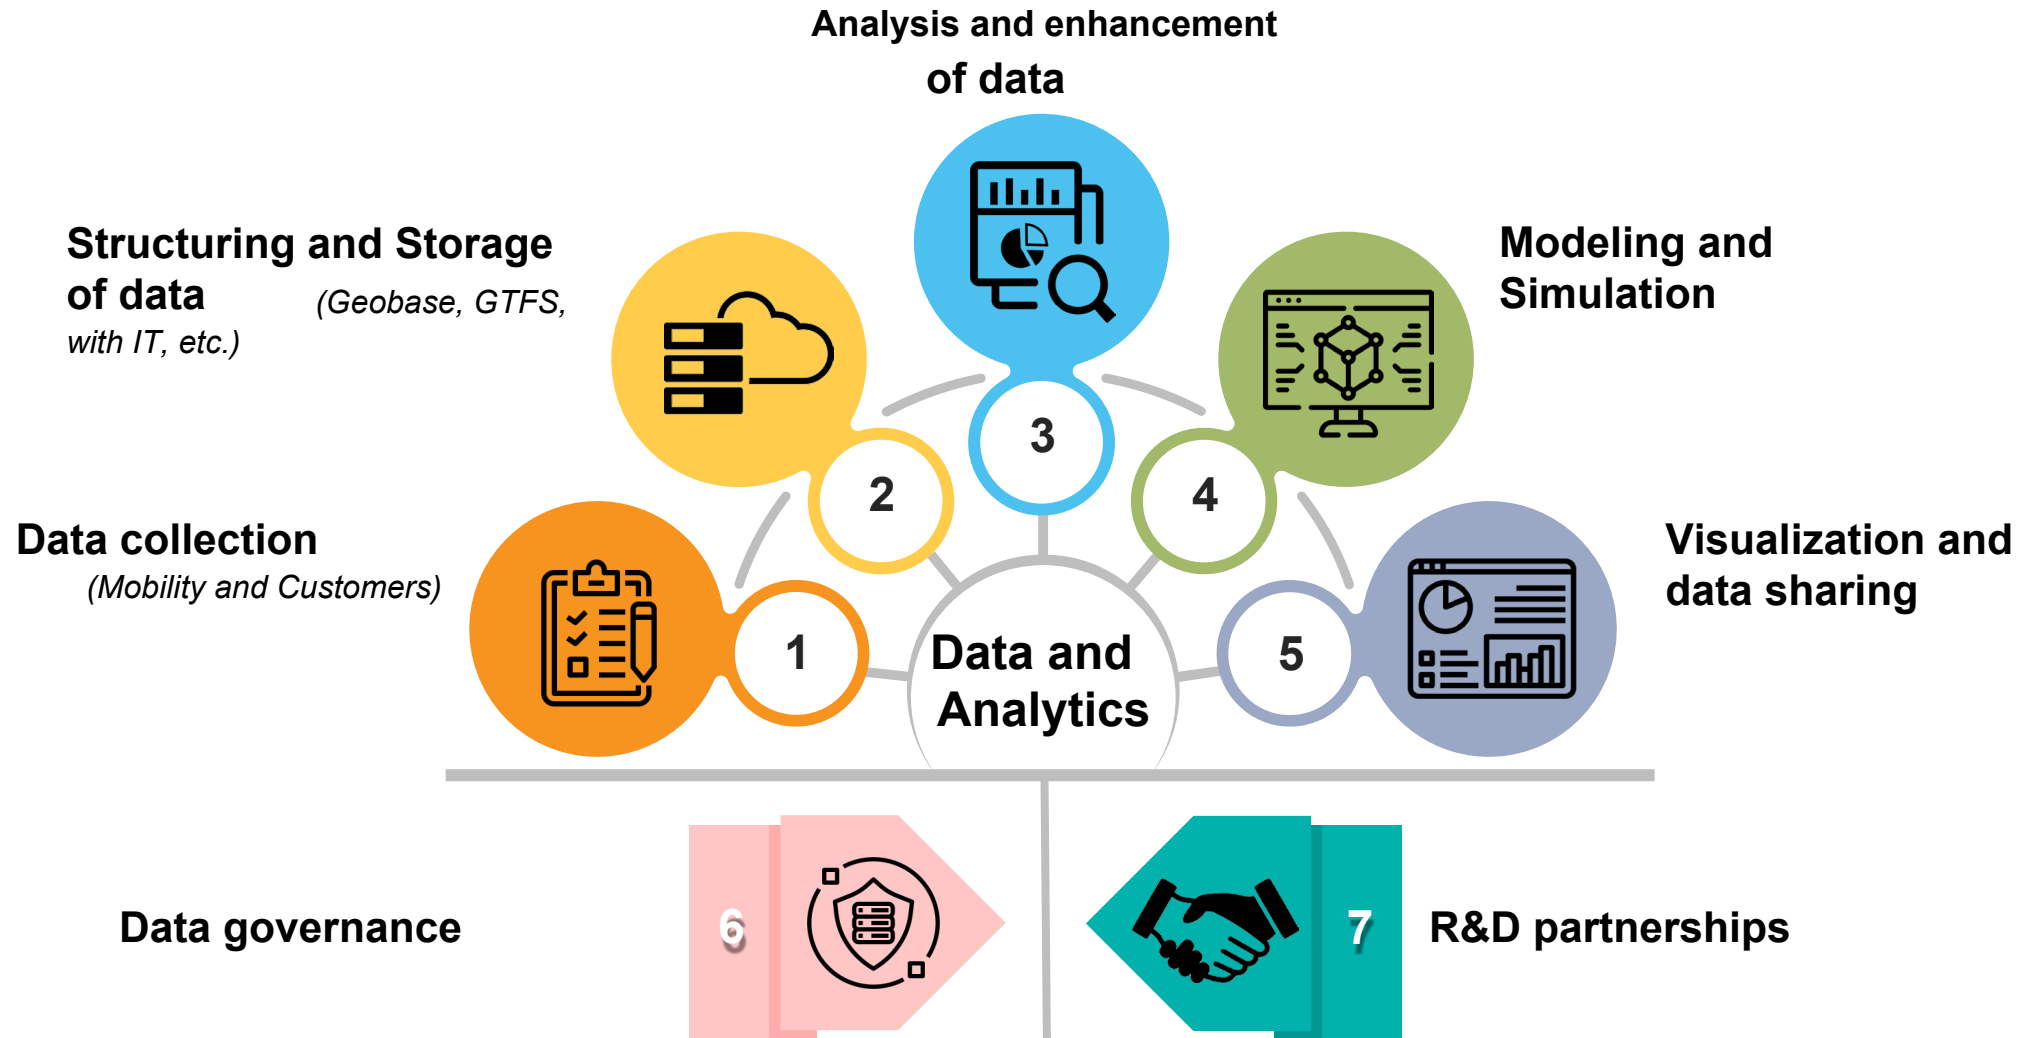 Analysis and enhancement
of data
Structuring and Storage
of data (Geobase, GTFS,
with IT, etc.)
Modeling and
Simulation
3
2
4
Data collection
(Mobility and Customers)
Visualization and
data sharing
1
Data and
Analytics
5
Data governance
6
7
R&D partnerships